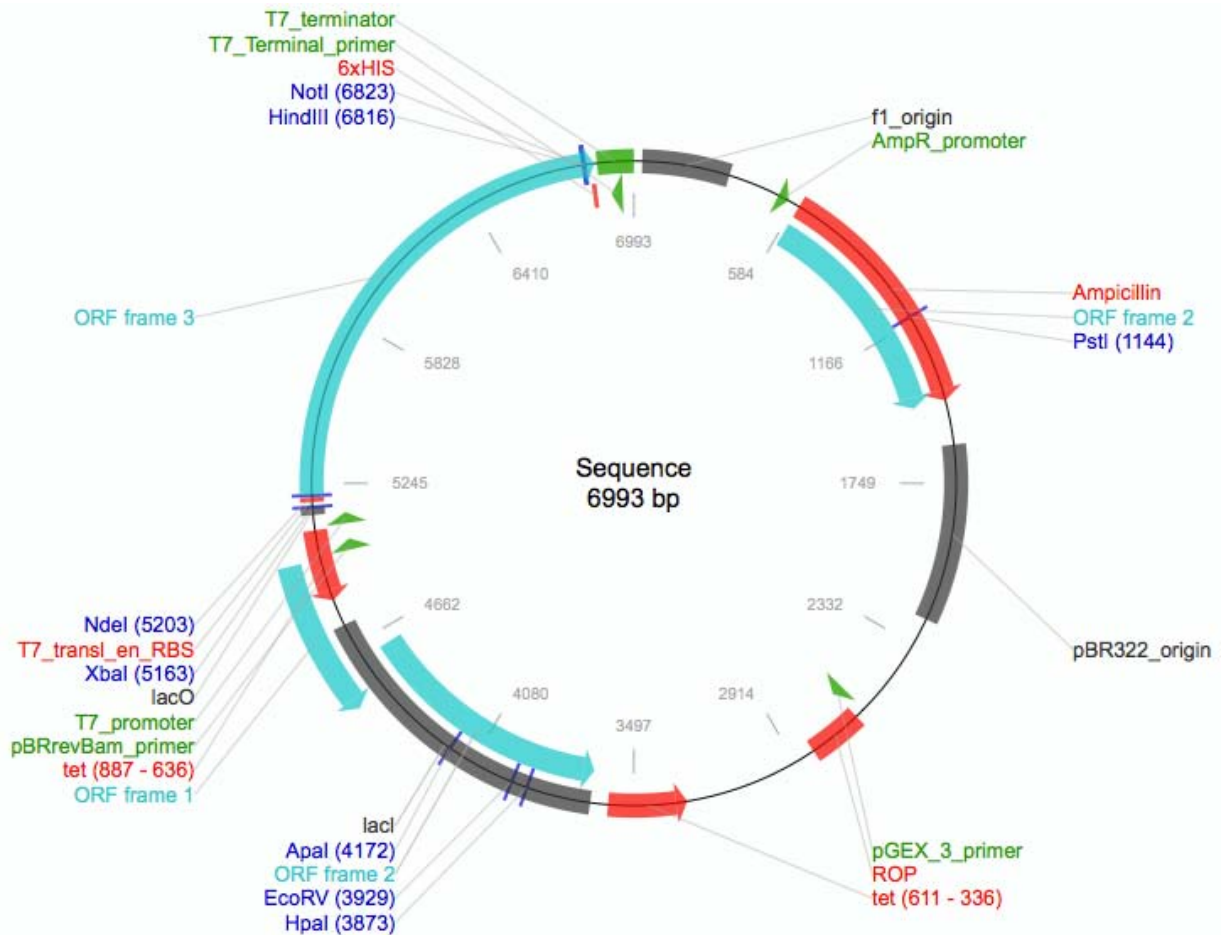 T7_terminator
T7_Terminal_primer
6xHIS
NotI (6823)
HindIII (6816)
f1_origin
AmpR_promoter
6993
6410
584
Ampicillin
ORF frame 2
PstI (1144)
ORF frame 3
5828
1166
Sequence
6993 bp
5245
1749
NdeI (5203)
T7_transl_en_RBS
XbaI (5163)
lacO
T7_promoter
pBRrevBam_primer
tet (887 - 636)
ORF frame 1
4662
2332
pBR322_origin
4080
2914
3497
lacI
ApaI (4172)
ORF frame 2
EcoRV (3929)
HpaI (3873)
pGEX_3_primer
ROP
tet (611 - 336)